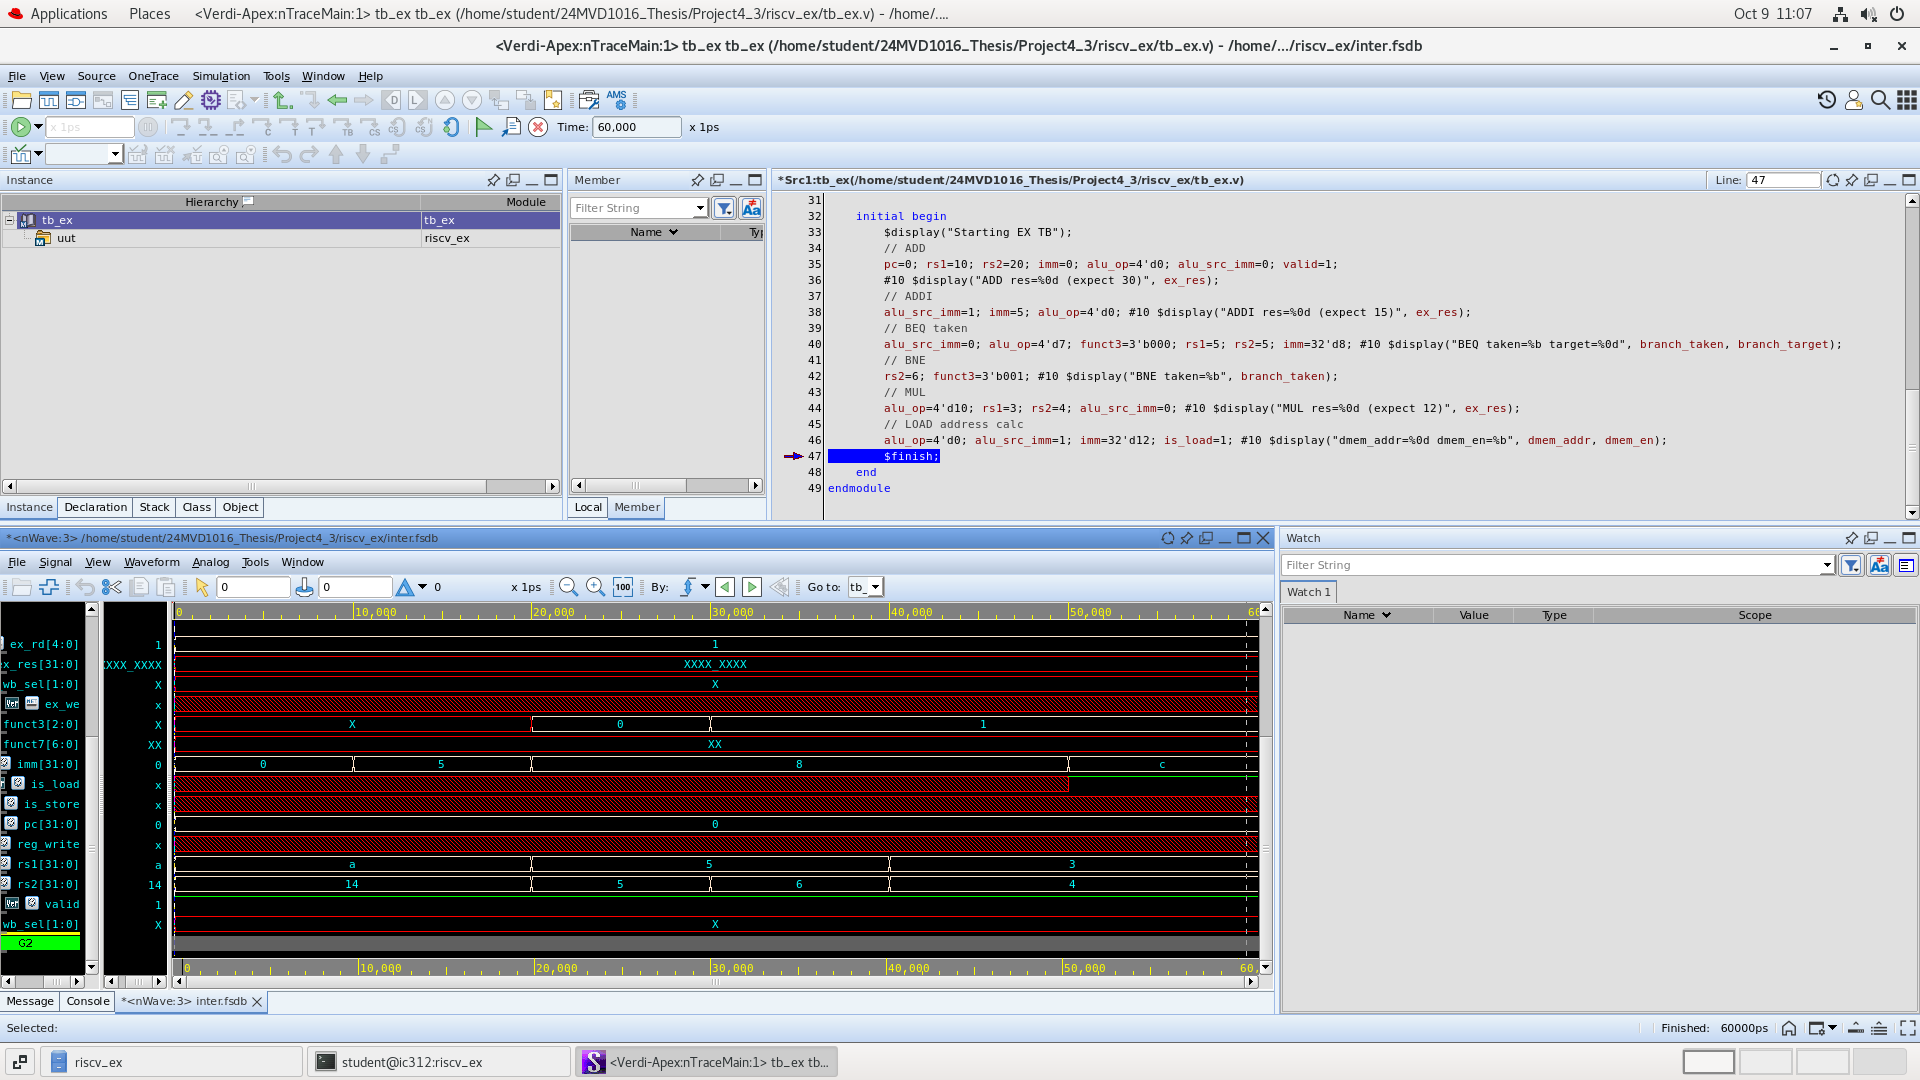 Applications Places <Verdi-Apex:nTraceMain:1> tb_ex tb_ex (/home/student/24MVD1016_Thesis/Project4_3/riscv_ex/tb_ex.v) - /home/.... Oct 9 11:07
<Verdi-Apex:nTraceMain:1> tb_ex tb_ex (/home/student/24MVD1016_Thesis/Project4_3/riscv_ex/tb_ex.v) - /home/.../riscv_ex/inter.fsdb
File View Source OneTrace Simulation Tools Window Help
AMS
x 1ps Time: 60,000 x 1ps
Instance
Hierarchy Module
tb_ex tb_ex
uut riscv_ex
Instance Declaration Stack Class Object
Member
Filter String
Name Typ
Local Member
*Src1:tb_ex(/home/student/24MVD1016_Thesis/Project4_3/riscv_ex/tb_ex.v) Line: 47
31
32 initial begin
33 $display("Starting EX TB");
34 // ADD
35 pc=0; rs1=10; rs2=20; imm=0; alu_op=4'd0; alu_src_imm=0; valid=1;
36 #10 $display("ADD res=%0d (expect 30)", ex_res);
37 // ADDI
38 alu_src_imm=1; imm=5; alu_op=4'd0; #10 $display("ADDI res=%0d (expect 15)", ex_res);
39 // BEQ taken
40 alu_src_imm=0; alu_op=4'd7; funct3=3'b000; rs1=5; rs2=5; imm=32'd8; #10 $display("BEQ taken=%b target=%0d", branch_taken, branch_target);
41 // BNE
42 rs2=6; funct3=3'b001; #10 $display("BNE taken=%b", branch_taken);
43 // MUL
44 alu_op=4'd10; rs1=3; rs2=4; alu_src_imm=0; #10 $display("MUL res=%0d (expect 12)", ex_res);
45 // LOAD address calc
46 alu_op=4'd0; alu_src_imm=1; imm=32'd12; is_load=1; #10 $display("dmem_addr=%0d dmem_en=%b", dmem_addr, dmem_en);
47 $finish;
48 end
49 endmodule
*<nWave:3> /home/student/24MVD1016_Thesis/Project4_3/riscv_ex/inter.fsdb
File Signal View Waveform Analog Tools Window
0 0 0 x 1ps 100 By: Go to: tb_
0 10,000 20,000 30,000 40,000 50,000 60
ex_rd[4:0] 1 1
x_res[31:0] XXX_XXXX XXXX_XXXX
wb_sel[1:0] X X
ex_we x
funct3[2:0] X X 0 1
funct7[6:0] XX XX
imm[31:0] 0 0 5 8 c
is_load x
is_store x
pc[31:0] 0 0
reg_write x
rs1[31:0] a a 5 3
rs2[31:0] 14 14 5 6 4
valid 1
wb_sel[1:0] X X
G2
0 10,000 20,000 30,000 40,000 50,000 60,
Message Console *<nWave:3> inter.fsdb
Watch
Filter String
Watch 1
Name Value Type Scope
Selected: Finished: 60000ps
riscv_ex student@ic312:riscv_ex <Verdi-Apex:nTraceMain:1> tb_ex tb...